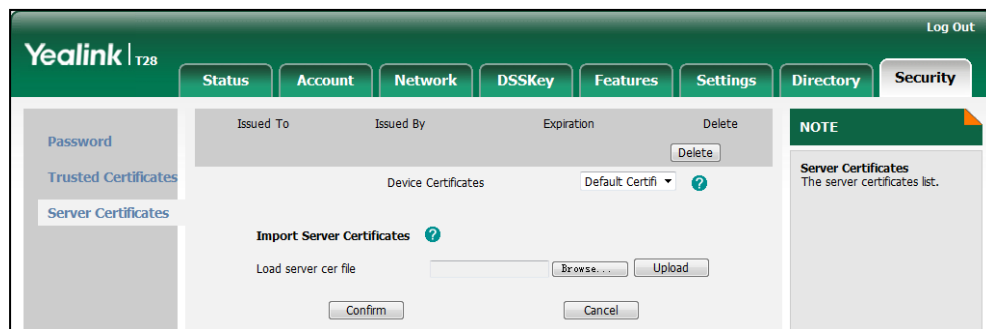 Log Out
Yealink T28
Status Account Network DSSKey Features Settings Directory Security
Password
Trusted Certificates
Server Certificates
Issued To Issued By Expiration Delete
Delete
Device Certificates Default Certifi
?
Import Server Certificates ?
Load server cer file Browse... Upload
Confirm Cancel
NOTE
Server Certificates
The server certificates list.